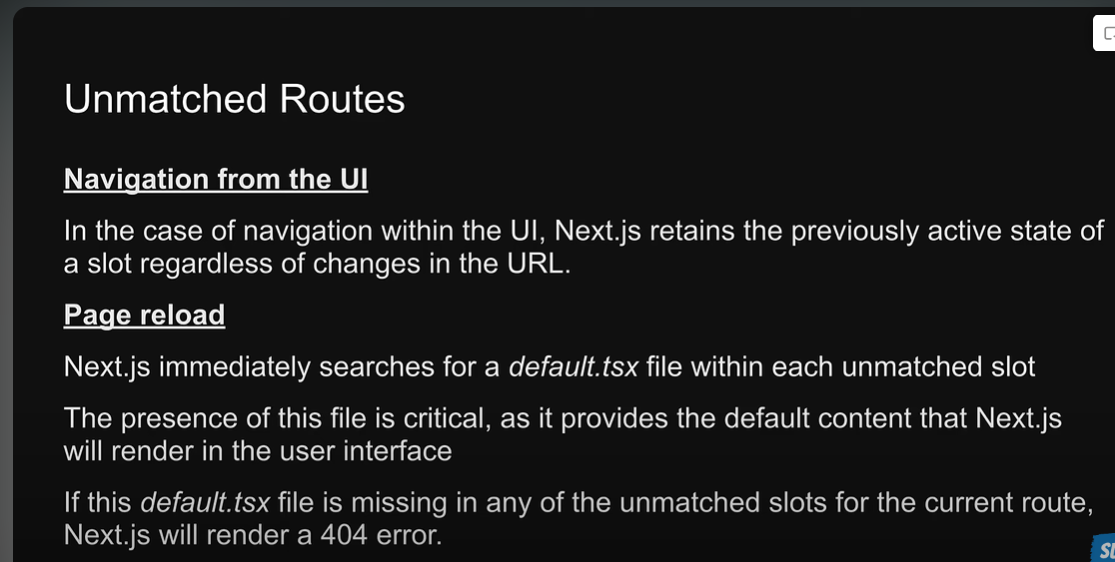 Unmatched Routes
Navigation from the UI
In the case of navigation within the UI, Next.js retains the previously active state of
a slot regardless of changes in the URL.
Page reload
Next.js immediately searches for a default.tsx file within each unmatched slot
The presence of this file is critical, as it provides the default content that Next.js
will render in the user interface
If this default.tsx file is missing in any of the unmatched slots for the current route,
Next.js will render a 404 error.